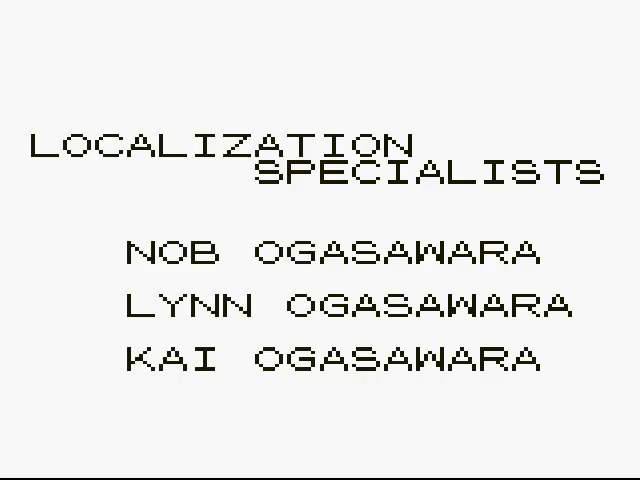 LOCALIZATION
SPECIALISTS
NOB OGASAWARA
LYNN OGASAWARA
KAI OGASAWARA